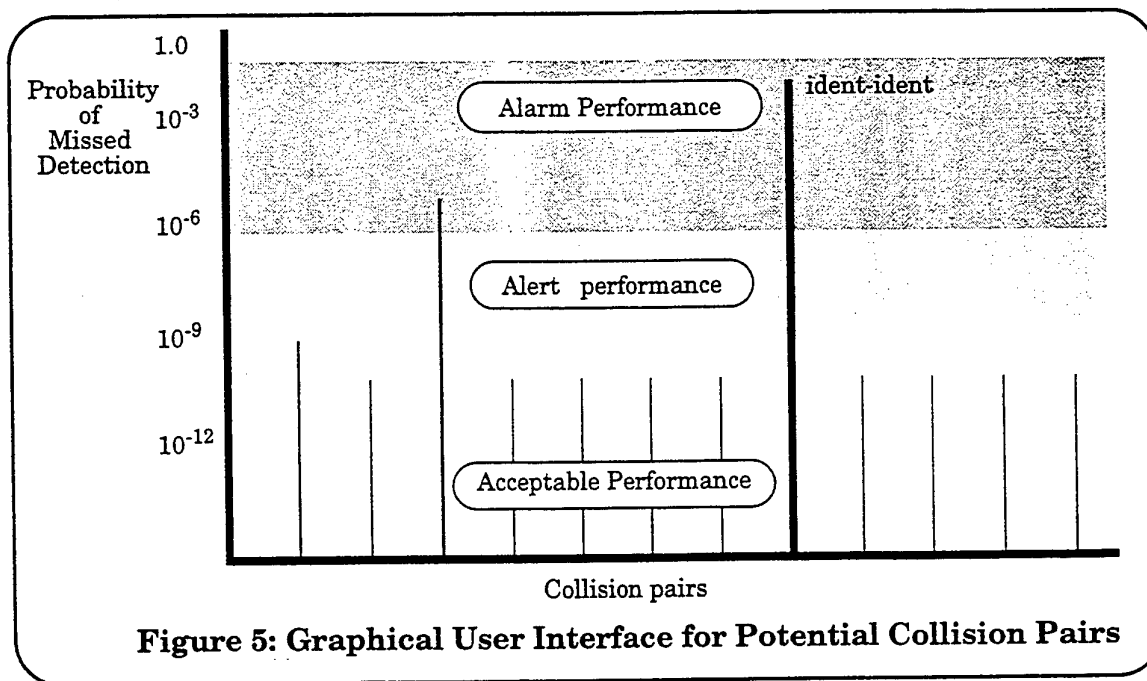 1.0
Probability
of
Missed
Detection
10⁻³
10⁻⁶
10⁻⁹
10⁻¹²
Alarm Performance
ident-ident
Alert performance
Acceptable Performance
Collision pairs
Figure 5: Graphical User Interface for Potential Collision Pairs